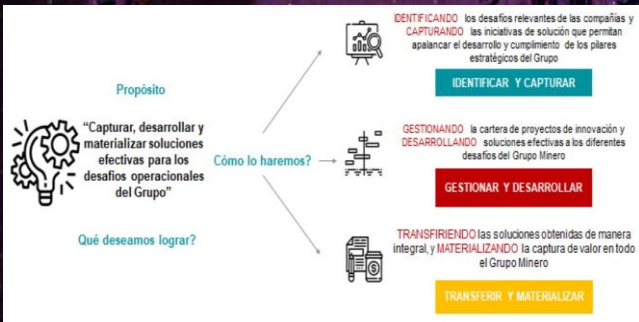 Propósito
"Capturar, desarrollar y
materializar soluciones
efectivas para los
desafios operacionales
del Grupo"
Qué deseamos lograr?
Cómo lo haremos?
IDENTIFICANDO los desafíos relevantes de las compañías y
CAPTURANDO las iniciativas de solución que permitan
apalancar el desarrollo y cumplimiento de los pilares
estratégicos del Grupo
IDENTIFICAR Y CAPTURAR
GESTIONANDO la cartera de proyectos de innovación y
DESARROLLANDO soluciones efectivas a los diferentes
desafíos del Grupo Minero
GESTIONAR Y DESARROLLAR
TRANSFIRIENDO las soluciones obtenidas de manera
integral, y MATERIALIZANDO la captura de valor en todo
el Grupo Minero
TRANSFERIR Y MATERIALIZAR